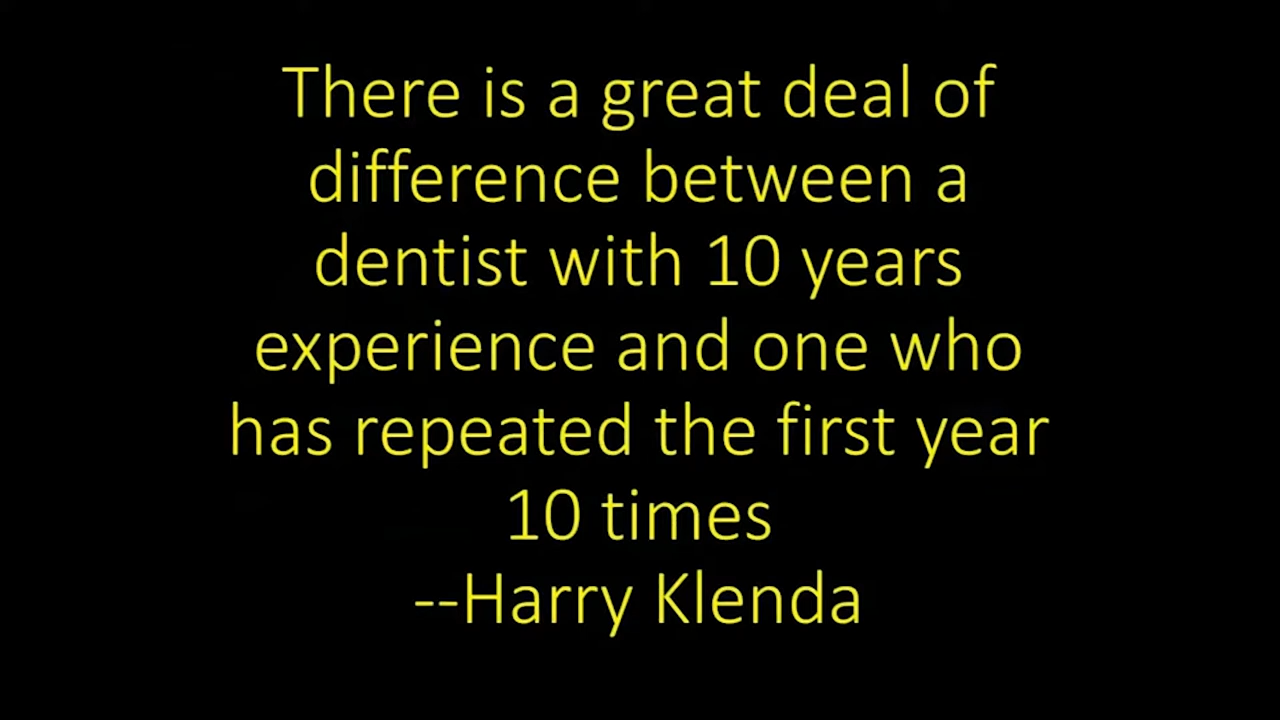 There is a great deal of
difference between a
dentist with 10 years
experience and one who
has repeated the first year
10 times
--Harry Klenda